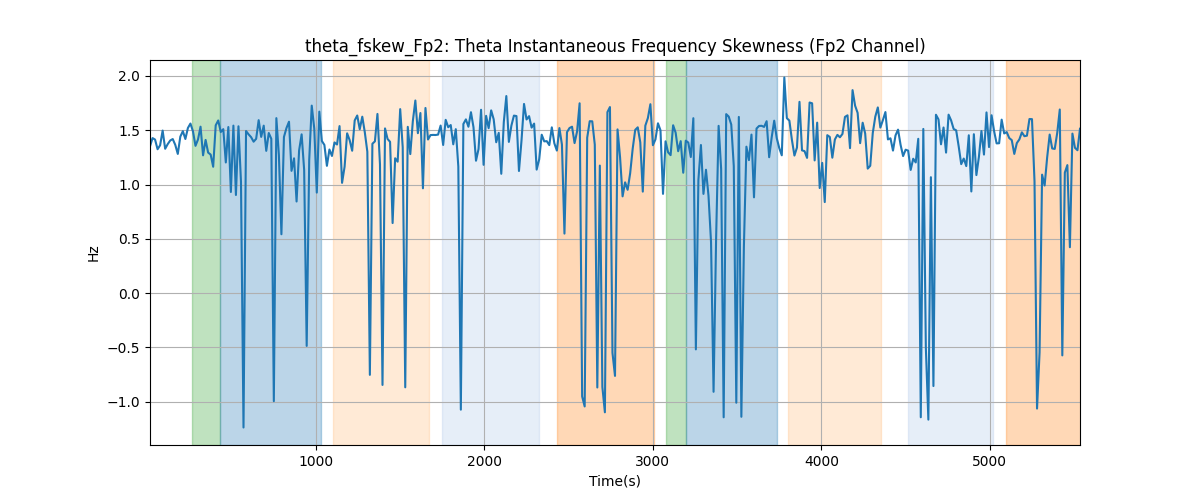 theta_fskew_Fp2: Theta Instantaneous Frequency Skewness (Fp2 Channel)
2.0
1.5
1.0
0.5
0.0
−0.5
−1.0
Hz
1000 2000 3000 4000 5000
Time(s)